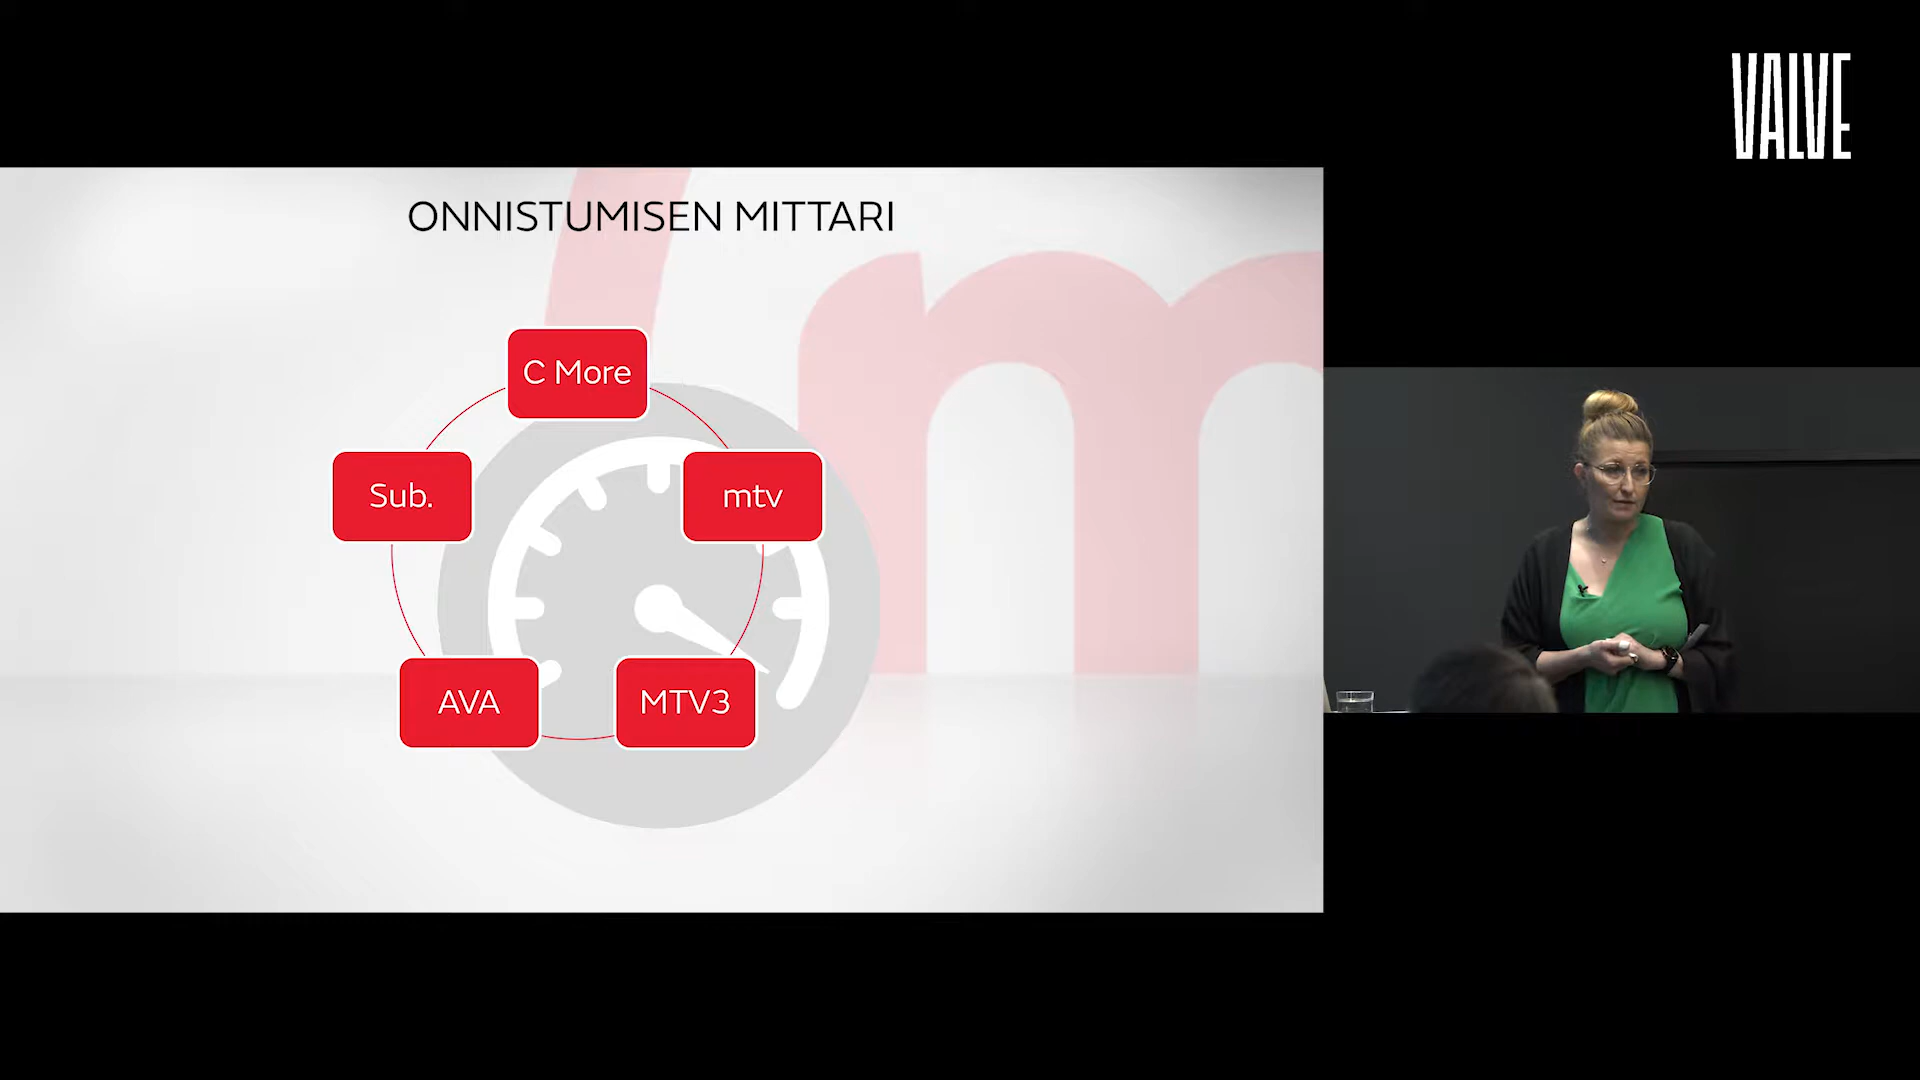 VALVE
ONNISTUMISEN MITTARI
C More
Sub.
mtv
AVA
MTV3
m